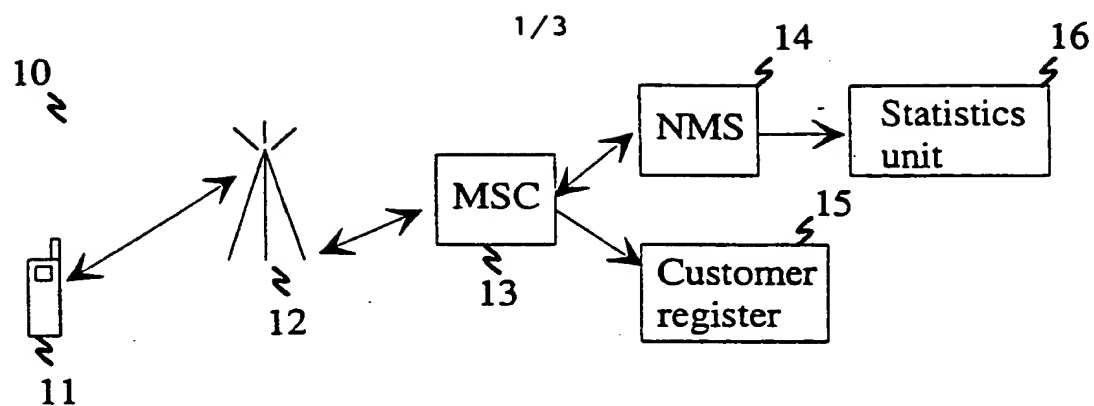 1/3
10
14
16
NMS
Statistics
unit
MSC
15
Customer
register
13
12
11